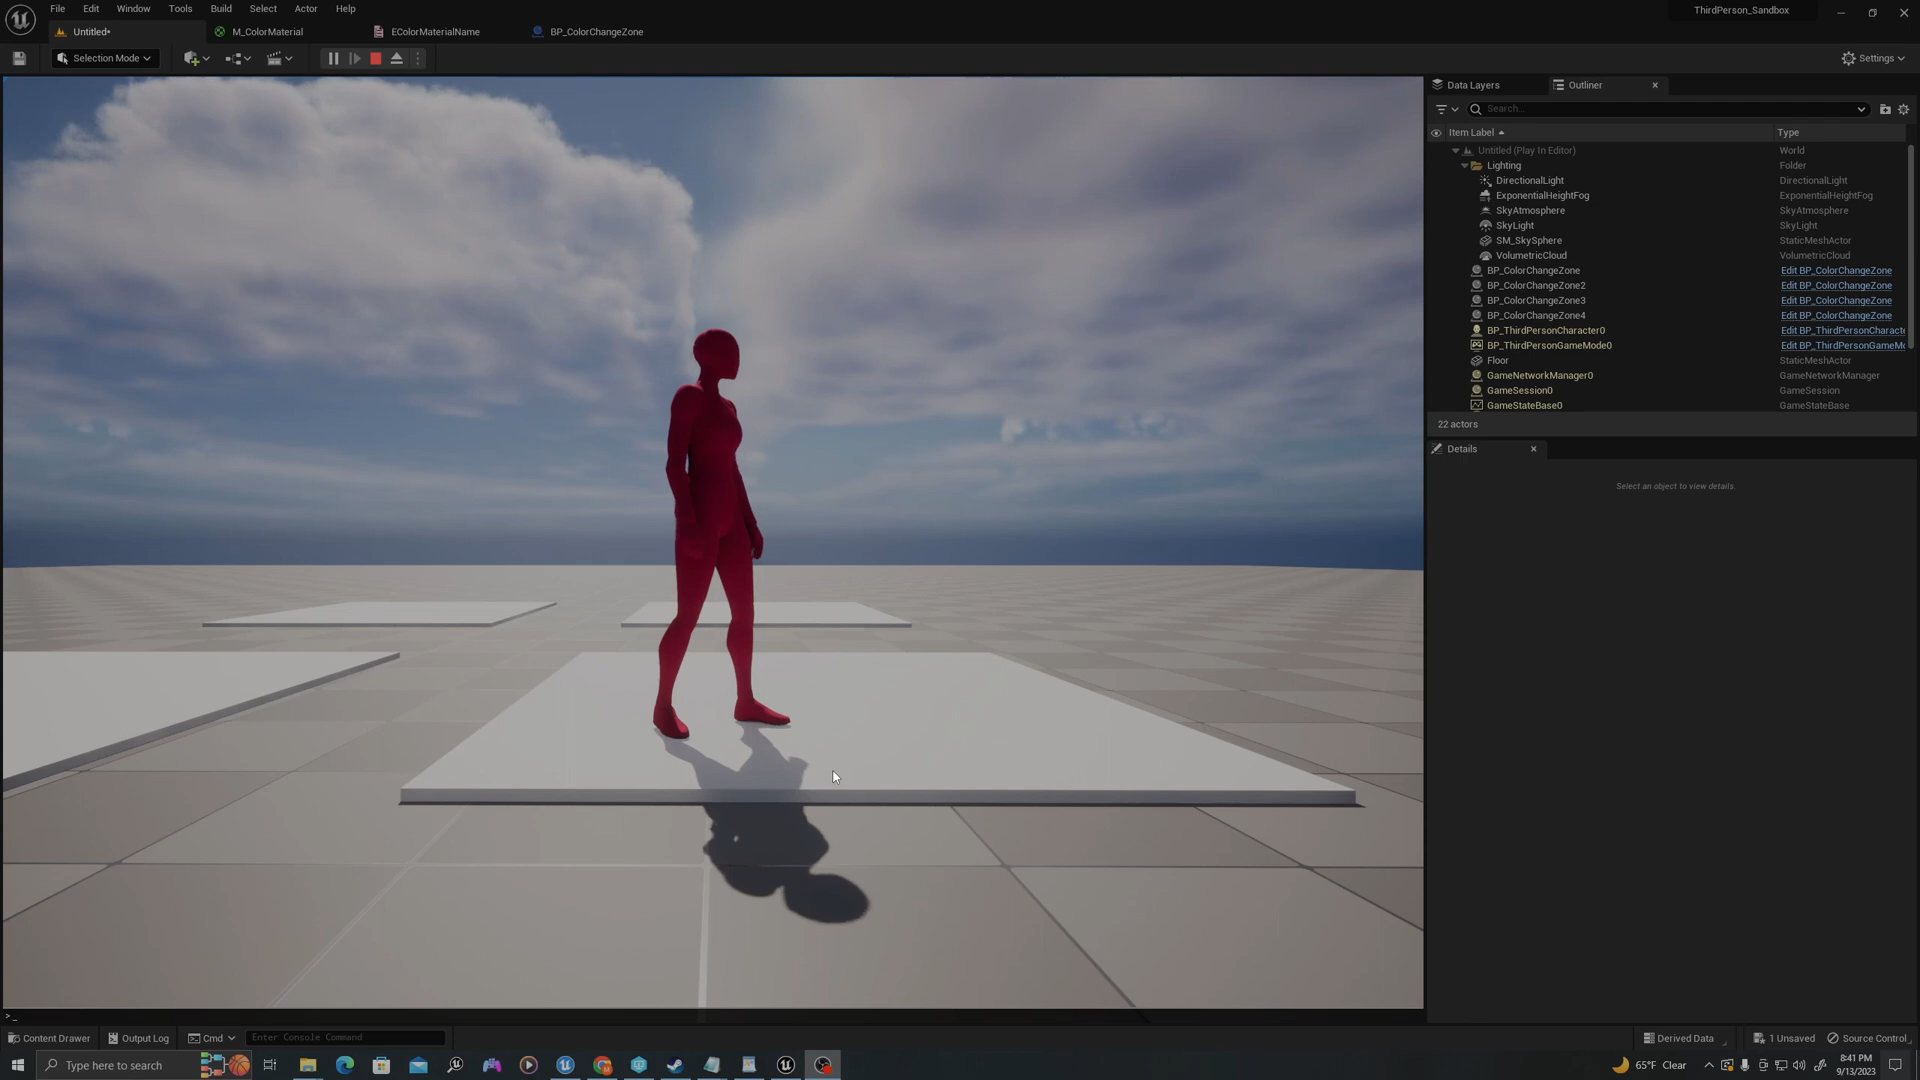 File Edit Window Tools Build Select Actor Help
ThirdPerson_Sandbox
Untitled* M_ColorMaterial EColorMaterialName BP_ColorChangeZone
Selection Mode
Settings
Data Layers Outliner
Search...
Item Label Type
Untitled (Play In Editor) World
Lighting Folder
DirectionalLight DirectionalLight
ExponentialHeightFog ExponentialHeightFog
SkyAtmosphere SkyAtmosphere
SkyLight SkyLight
SM_SkySphere StaticMeshActor
VolumetricCloud VolumetricCloud
BP_ColorChangeZone Edit BP_ColorChangeZone
BP_ColorChangeZone2 Edit BP_ColorChangeZone
BP_ColorChangeZone3 Edit BP_ColorChangeZone
BP_ColorChangeZone4 Edit BP_ColorChangeZone
BP_ThirdPersonCharacter0 Edit BP_ThirdPersonCharacte
BP_ThirdPersonGameMode0 Edit BP_ThirdPersonGameMo
Floor StaticMeshActor
GameNetworkManager0 GameNetworkManager
GameSession0 GameSession
GameStateBase0 GameStateBase
22 actors
Details
Select an object to view details.
>_
Content Drawer Output Log Cmd Enter Console Command
Derived Data 1 Unsaved Source Control
Type here to search
65°F Clear
8:41 PM
9/13/2023